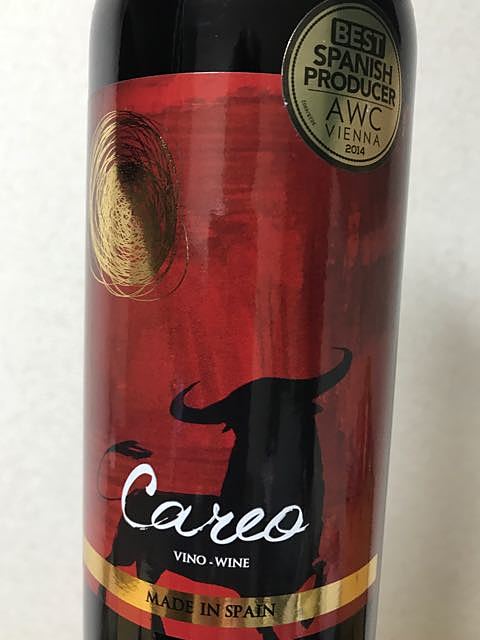 BEST
SPANISH
PRODUCER
AWC
VIENNA
2014
Careo
VINO - WINE
MADE IN SPAIN